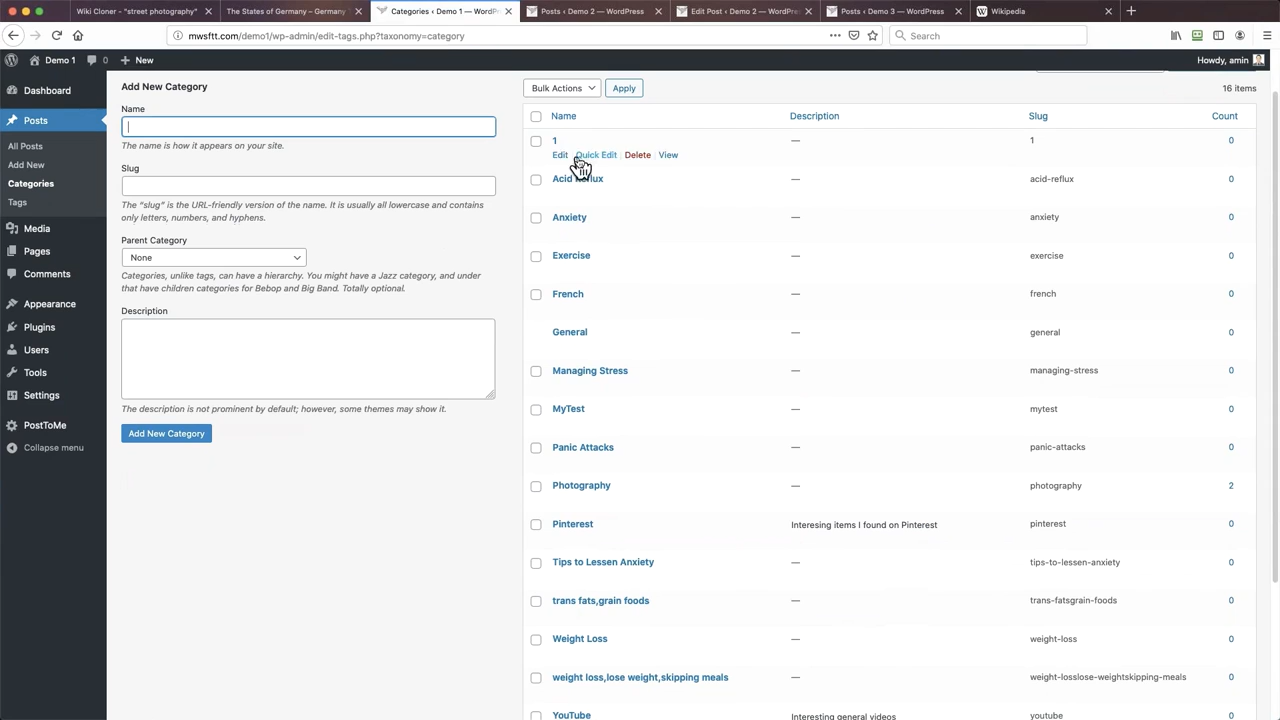 Wiki Cloner - "street photography"
The States of Germany – German
Categories ‹ Demo 1 — WordPr
Posts ‹ Demo 2 — WordPress
Edit Post ‹ Demo 2 — WordPress
Posts ‹ Demo 3 — WordPress
Wikipedia
mwsftt.com/demo1/wp-admin/edit-tags.php?taxonomy=category
Search
Demo 1
0
New
Howdy, amin
Dashboard
Posts
All Posts
Add New
Categories
Tags
Media
Pages
Comments
Appearance
Plugins
Users
Tools
Settings
PostToMe
Collapse menu
Add New Category
Name
The name is how it appears on your site.
Slug
The “slug” is the URL-friendly version of the name. It is usually all lowercase and contains
only letters, numbers, and hyphens.
Parent Category
None
Categories, unlike tags, can have a hierarchy. You might have a Jazz category, and under
that have children categories for Bebop and Big Band. Totally optional.
Description
The description is not prominent by default; however, some themes may show it.
Add New Category
Bulk Actions
Apply
16 items
Name Description Slug Count
1 — 1 0
Edit Quick Edit | Delete | View
Acid Reflux — acid-reflux 0
Anxiety — anxiety 0
Exercise — exercise 0
French — french 0
General — general 0
Managing Stress — managing-stress 0
MyTest — mytest 0
Panic Attacks — panic-attacks 0
Photography — photography 2
Pinterest Interesing items I found on Pinterest pinterest 0
Tips to Lessen Anxiety — tips-to-lessen-anxiety 0
trans fats,grain foods — trans-fatsgrain-foods 0
Weight Loss — weight-loss 0
weight loss,lose weight,skipping meals — weight-losslose-weightskipping-meals 0
YouTube Interesting general videos youtube 0